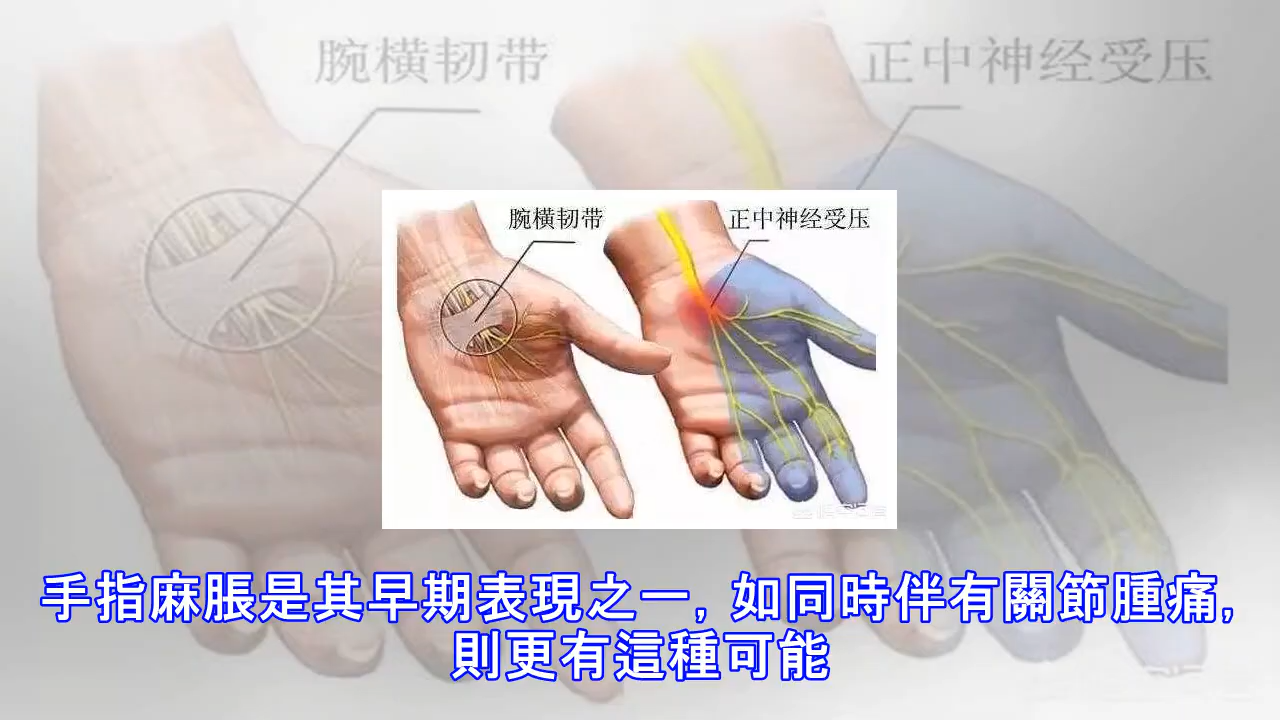 腕横韧带
正中神经受压
腕横韧带
正中神经受压
手指麻脹是其早期表現之一, 如同時伴有關節腫痛,
則更有這種可能